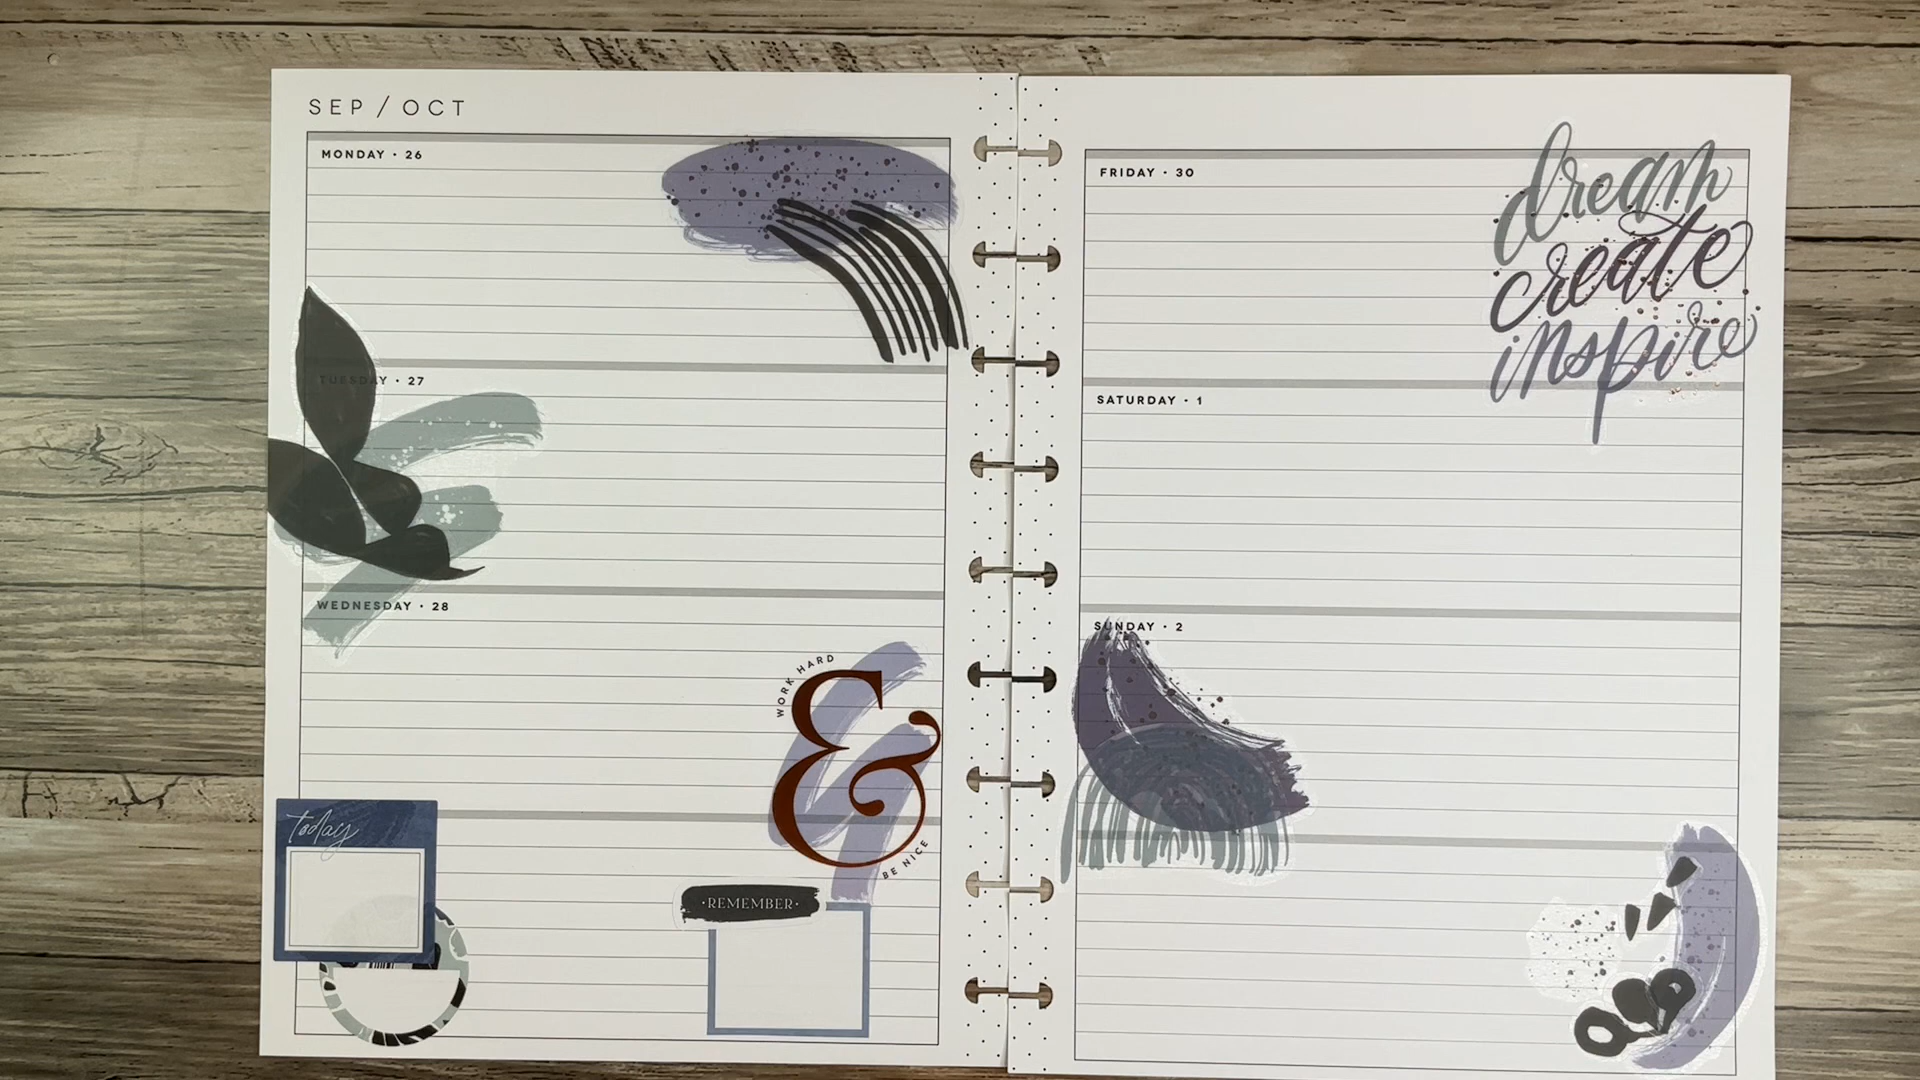 SEP / OCT
MONDAY · 26
TUESDAY · 27
WEDNESDAY · 28
WORK HARD
&
BE NICE
today
·REMEMBER·
FRIDAY · 30
dream
create
inspire
SATURDAY · 1
SUNDAY · 2